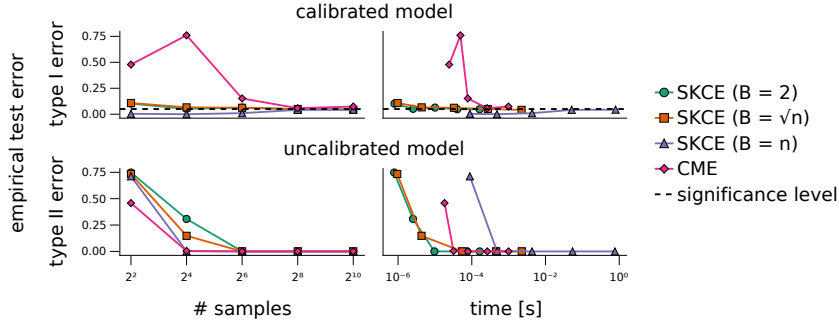 calibrated model
empirical test error
type I error
0.75
0.50
0.25
0.00
SKCE (B = 2)
SKCE (B = √n)
SKCE (B = n)
CME
significance level
uncalibrated model
type II error
0.75
0.50
0.25
0.00
2² 2⁴ 2⁶ 2⁸ 2¹⁰
10⁻⁶ 10⁻⁴ 10⁻² 10⁰
# samples
time [s]